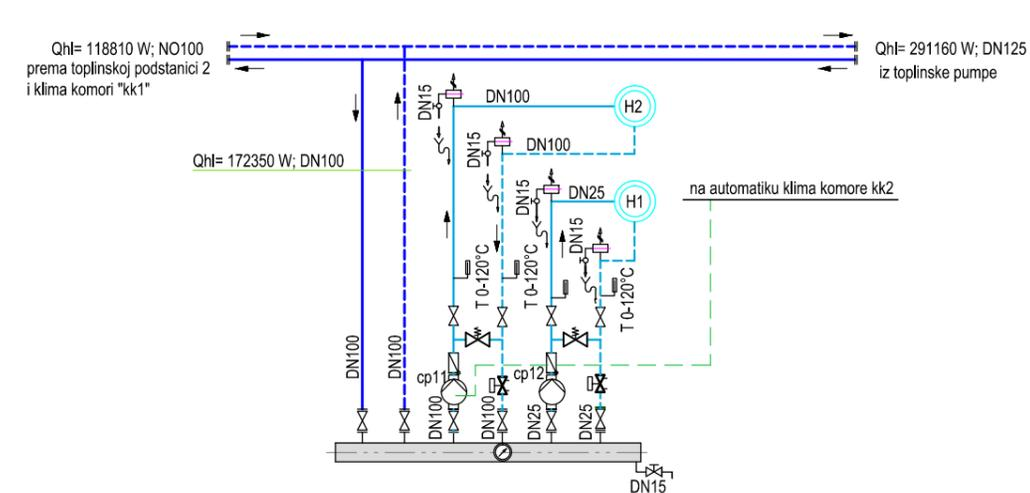 Qhl= 118810 W; NO100
prema toplinskoj podstanici 2
i klima komori "kk1"
Qhl= 291160 W; DN125
iz toplinske pumpe
Qhl= 172350 W; DN100
na automatiku klima komore kk2
DN15
DN100
H2
DN15
DN100
DN15
DN25
H1
DN15
T 0-120°C
T 0-120°C
T 0-120°C
DN100
DN100
cp11
cp12
DN100
DN100
DN25
DN25
DN15